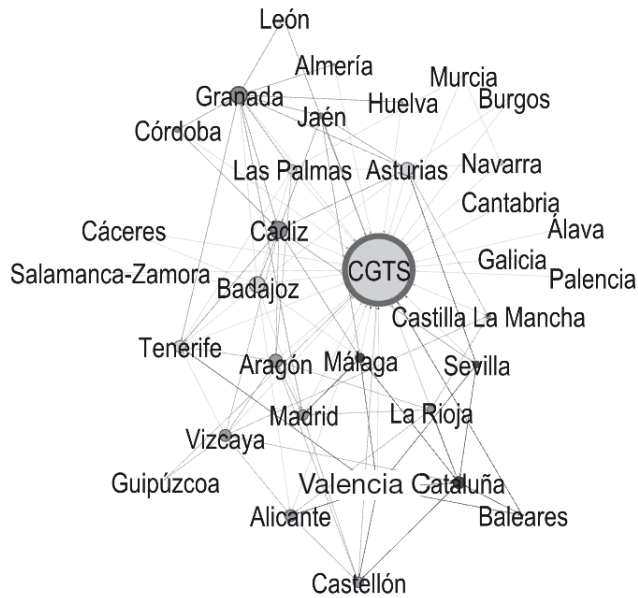 León
Almería
Murcia
Granada
Huelva
Burgos
Jaén
Córdoba
Las Palmas
Asturias
Navarra
Cantabria
Cáceres
Cádiz
Álava
CGTS
Galicia
Salamanca-Zamora
Badajoz
Palencia
Castilla La Mancha
Tenerife
Aragón
Málaga
Sevilla
Madrid
La Rioja
Vizcaya
Guipúzcoa
Valencia
Cataluña
Alicante
Baleares
Castellón